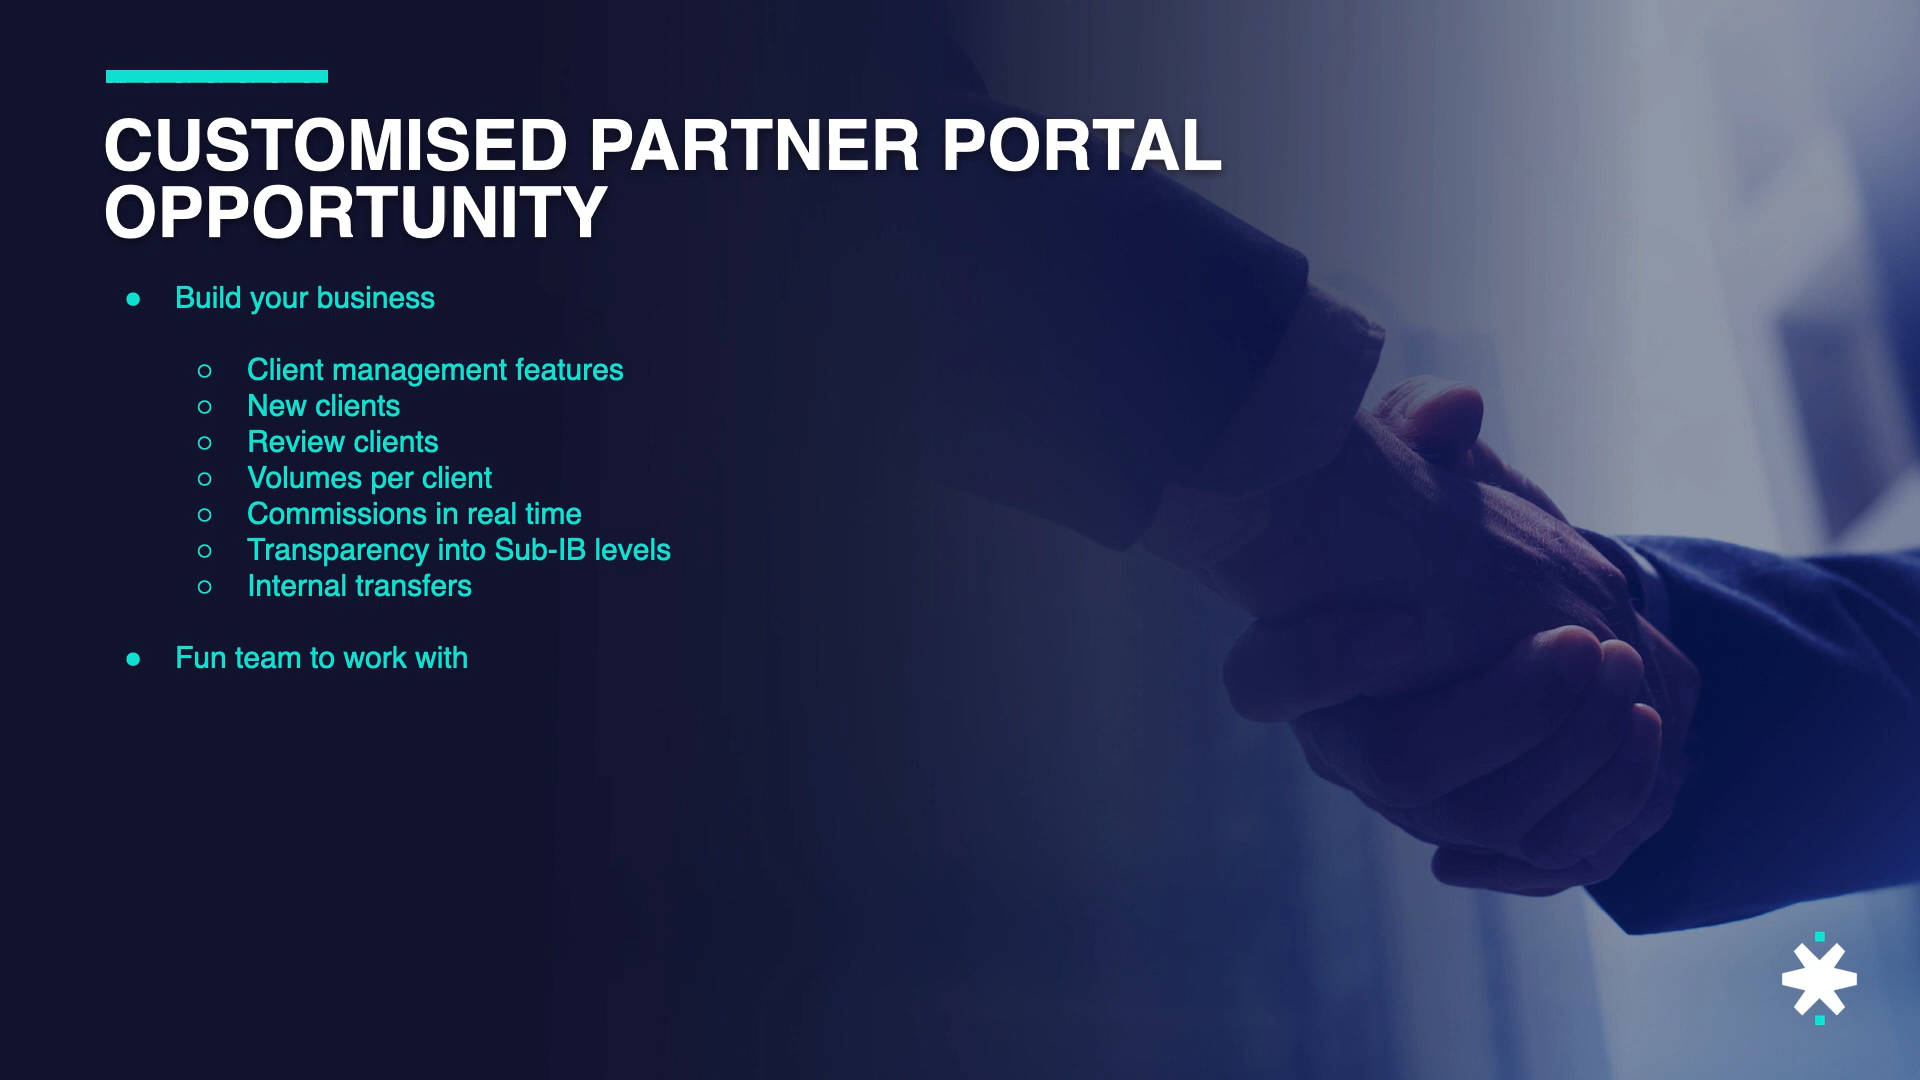 CUSTOMISED PARTNER PORTAL
OPPORTUNITY
● Build your business
○ Client management features
○ New clients
○ Review clients
○ Volumes per client
○ Commissions in real time
○ Transparency into Sub-IB levels
○ Internal transfers
● Fun team to work with